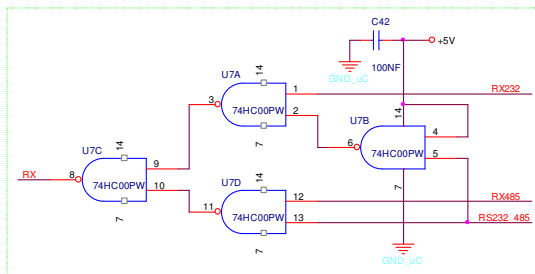 C42
+5V
100NF
GND_uC
U7A
14
3
1
RX232
2
74HC00PW
7
U7B
14
4
6
5
74HC00PW
7
U7C
14
9
RX
8
10
74HC00PW
7
U7D
14
12
RX485
11
13
RS232_485
74HC00PW
7
GND_uC